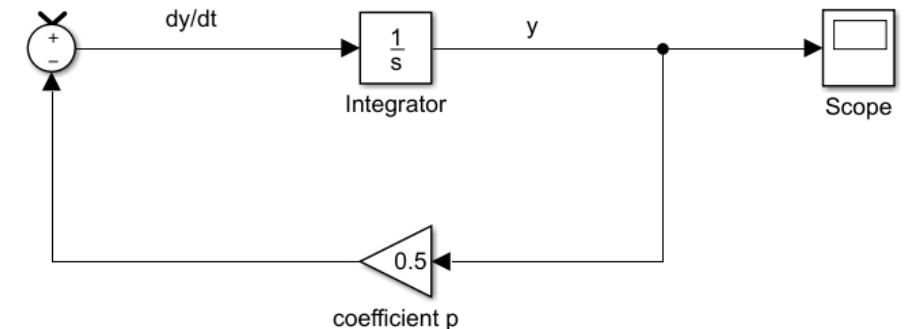 dy/dt
y
+
−
1
s
Integrator
Scope
0.5
coefficient p